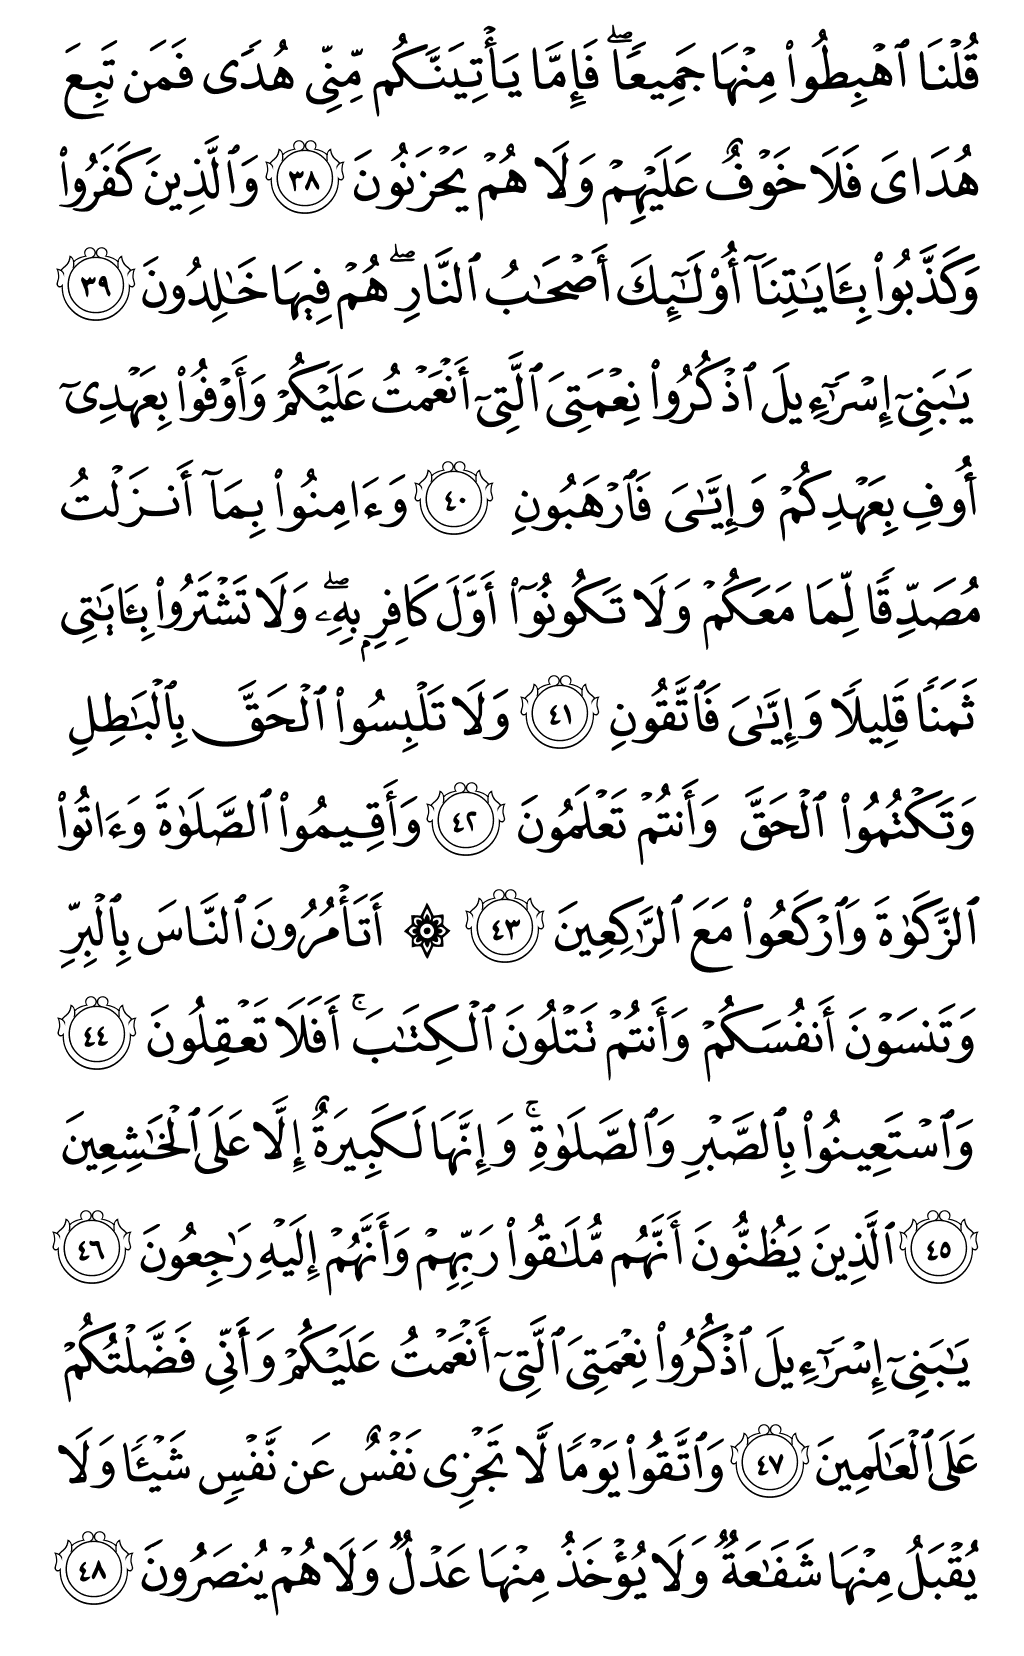 قُلْنَا ٱهْبِطُوا۟ مِنْهَا جَمِيعًۭا ۖ فَإِمَّا يَأْتِيَنَّكُم مِّنِّى هُدًۭى فَمَن تَبِعَ
هُدَاىَ فَلَا خَوْفٌ عَلَيْهِمْ وَلَا هُمْ يَحْزَنُونَ ٣٨ وَٱلَّذِينَ كَفَرُوا۟
وَكَذَّبُوا۟ بِـَٔايَـٰتِنَآ أُو۟لَـٰٓئِكَ أَصْحَـٰبُ ٱلنَّارِ ۖ هُمْ فِيهَا خَـٰلِدُونَ ٣٩
يَـٰبَنِىٓ إِسْرَٰٓءِيلَ ٱذْكُرُوا۟ نِعْمَتِىَ ٱلَّتِىٓ أَنْعَمْتُ عَلَيْكُمْ وَأَوْفُوا۟ بِعَهْدِىٓ
أُوفِ بِعَهْدِكُمْ وَإِيَّـٰىَ فَٱرْهَبُونِ ٤٠ وَءَامِنُوا۟ بِمَآ أَنزَلْتُ
مُصَدِّقًۭا لِّمَا مَعَكُمْ وَلَا تَكُونُوٓا۟ أَوَّلَ كَافِرٍۭ بِهِۦ ۖ وَلَا تَشْتَرُوا۟ بِـَٔايَـٰتِى
ثَمَنًۭا قَلِيلًۭا وَإِيَّـٰىَ فَٱتَّقُونِ ٤١ وَلَا تَلْبِسُوا۟ ٱلْحَقَّ بِٱلْبَـٰطِلِ
وَتَكْتُمُوا۟ ٱلْحَقَّ وَأَنتُمْ تَعْلَمُونَ ٤٢ وَأَقِيمُوا۟ ٱلصَّلَوٰةَ وَءَاتُوا۟
ٱلزَّكَوٰةَ وَٱرْكَعُوا۟ مَعَ ٱلرَّٰكِعِينَ ٤٣ ۞ أَتَأْمُرُونَ ٱلنَّاسَ بِٱلْبِرِّ
وَتَنسَوْنَ أَنفُسَكُمْ وَأَنتُمْ تَتْلُونَ ٱلْكِتَـٰبَ ۚ أَفَلَا تَعْقِلُونَ ٤٤
وَٱسْتَعِينُوا۟ بِٱلصَّبْرِ وَٱلصَّلَوٰةِ ۚ وَإِنَّهَا لَكَبِيرَةٌ إِلَّا عَلَى ٱلْخَـٰشِعِينَ
٤٥ ٱلَّذِينَ يَظُنُّونَ أَنَّهُم مُّلَـٰقُوا۟ رَبِّهِمْ وَأَنَّهُمْ إِلَيْهِ رَٰجِعُونَ ٤٦
يَـٰبَنِىٓ إِسْرَٰٓءِيلَ ٱذْكُرُوا۟ نِعْمَتِىَ ٱلَّتِىٓ أَنْعَمْتُ عَلَيْكُمْ وَأَنِّى فَضَّلْتُكُمْ
عَلَى ٱلْعَـٰلَمِينَ ٤٧ وَٱتَّقُوا۟ يَوْمًۭا لَّا تَجْزِى نَفْسٌ عَن نَّفْسٍۢ شَيْـًۭٔا وَلَا
يُقْبَلُ مِنْهَا شَفَـٰعَةٌۭ وَلَا يُؤْخَذُ مِنْهَا عَدْلٌۭ وَلَا هُمْ يُنصَرُونَ ٤٨